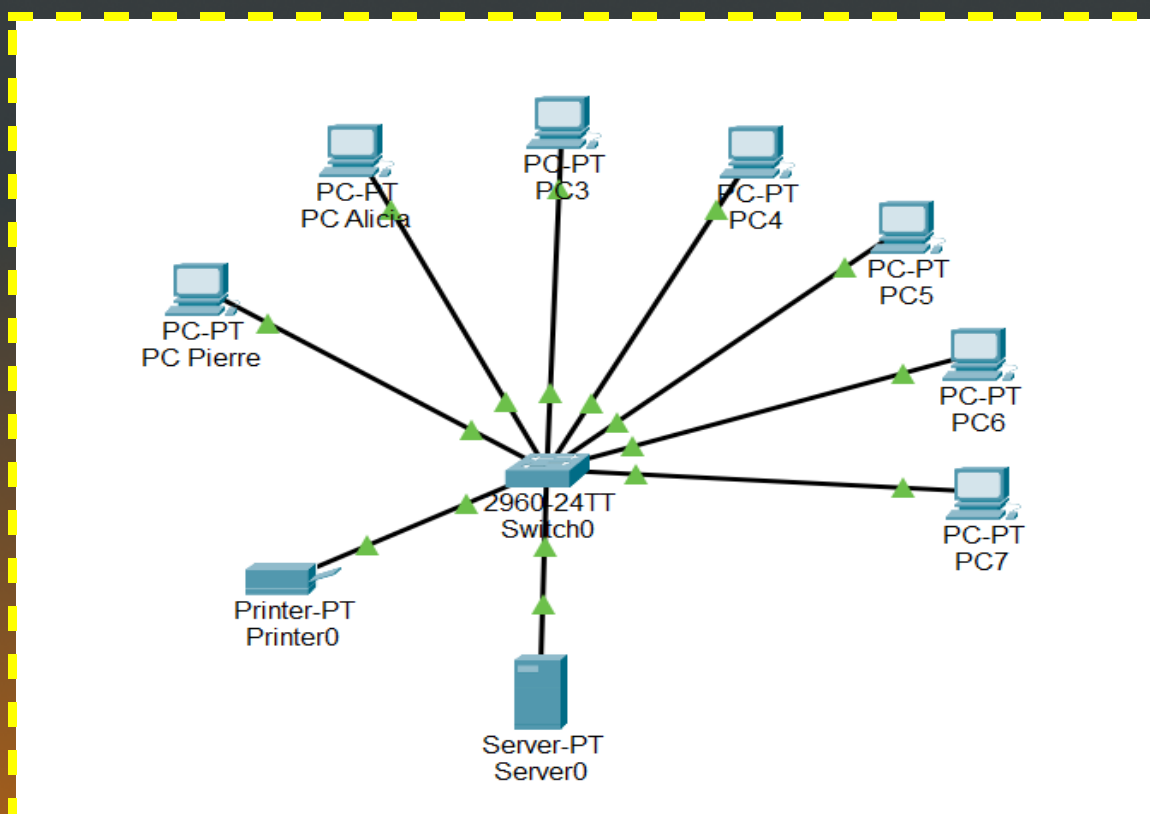 PC-PT
PC3
PC-PT
PC Alicia
PC-PT
PC4
PC-PT
PC5
PC-PT
PC Pierre
PC-PT
PC6
2960-24TT
Switch0
PC-PT
PC7
Printer-PT
Printer0
Server-PT
Server0